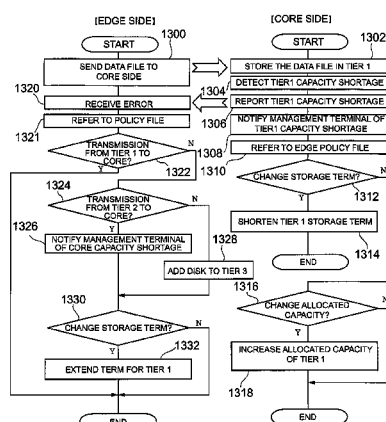 [EDGE SIDE]
START
1300
SEND DATA FILE TO
CORE SIDE
1320
RECEIVE ERROR
1321
REFER TO POLICY FILE
TRANSMISSION
FROM TIER 1 TO
CORE?
N
Y
1322
1324
TRANSMISSION
FROM TIER 2 TO
CORE?
N
1326
Y
NOTIFY MANAGEMENT TERMINAL
OF CORE CAPACITY SHORTAGE
1328
ADD DISK TO TIER 3
1330
CHANGE STORAGE TERM?
N
Y
1332
EXTEND TERM FOR TIER 1
END
[CORE SIDE]
START
1302
STORE THE DATA FILE IN TIER 1
1304
DETECT TIER1 CAPACITY SHORTAGE
REPORT TIER1 CAPACITY SHORTAGE
1306
NOTIFY MANAGEMENT TERMINAL OF
TIER1 CAPACITY SHORTAGE
1308
REFER TO EDGE POLICY FILE
1310
CHANGE STORAGE TERM?
N
Y
1312
SHORTEN TIER 1 STORAGE TERM
1314
END
1316
CHANGE ALLOCATED
CAPACITY?
N
Y
INCREASE ALLOCATED CAPACITY
OF TIER 1
1318
END